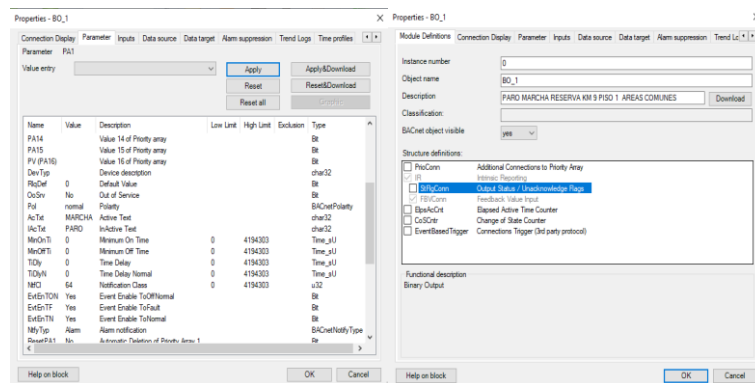 Properties - BO_1
Connection Display Parameter Inputs Data source Data target Alarm suppression Trend Logs Time profiles
Parameter PA1
Value entry Apply Apply&Download
Reset Reset&Download
Reset all
Name Value Description Low Limit High Limit Exclusion Type
PA14 Value 14 of Priority array Bit
PA15 Value 15 of Priority array Bit
PV (PA16) Value 16 of Priority array Bit
DevTyp Device description char32
RlqDef 0 Default Value Bit
OoSrv No Out of Service Bit
Pol normal Polarity BACnetPolarity
AcTxt MARCHA Active Text char32
IAcTxt PARO InActive Text char32
MinOnTi 0 Minimum On Time 0 4194303 Time_sU
MinOffTi 0 Minimum Off Time 0 4194303 Time_sU
TiDly 0 Time Delay 0 4194303 Time_sU
TiDlyN 0 Time Delay Normal 0 4194303 Time_sU
NtfCl 64 Notification Class 0 4194303 u32
EvtEnTON Yes Event Enable ToOffNormal Bit
EvtEnTF Yes Event Enable ToFault Bit
EvtEnTN Yes Event Enable ToNormal Bit
NtfyTyp Alarm Alarm notification BACnetNotifyType
ResetPA1 No Automatic Deletion of Priority Array 1 Bit
Help on block OK Cancel
Properties - BO_1
Module Definitions Connection Display Parameter Inputs Data source Data target Alarm suppression Trend Lc
Instance number 0
Object name BO_1
Description PARO MARCHA RESERVA KM 9 PISO 1 AREAS COMUNES Download
Classification:
BACnet object visible yes
Structure definitions:
PrioConn Additional Connections to Priority Array
IR Intrinsic Reporting
StFlgConn Output Status / Unacknowledge Flags
FBVConn Feedback Value Input
ElpsAcCnt Elapsed Active Time Counter
CoSCntr Change of State Counter
EventBasedTrigger Connections Trigger (3rd party protocol)
Functional description
Binary Output
Help on block OK Cancel